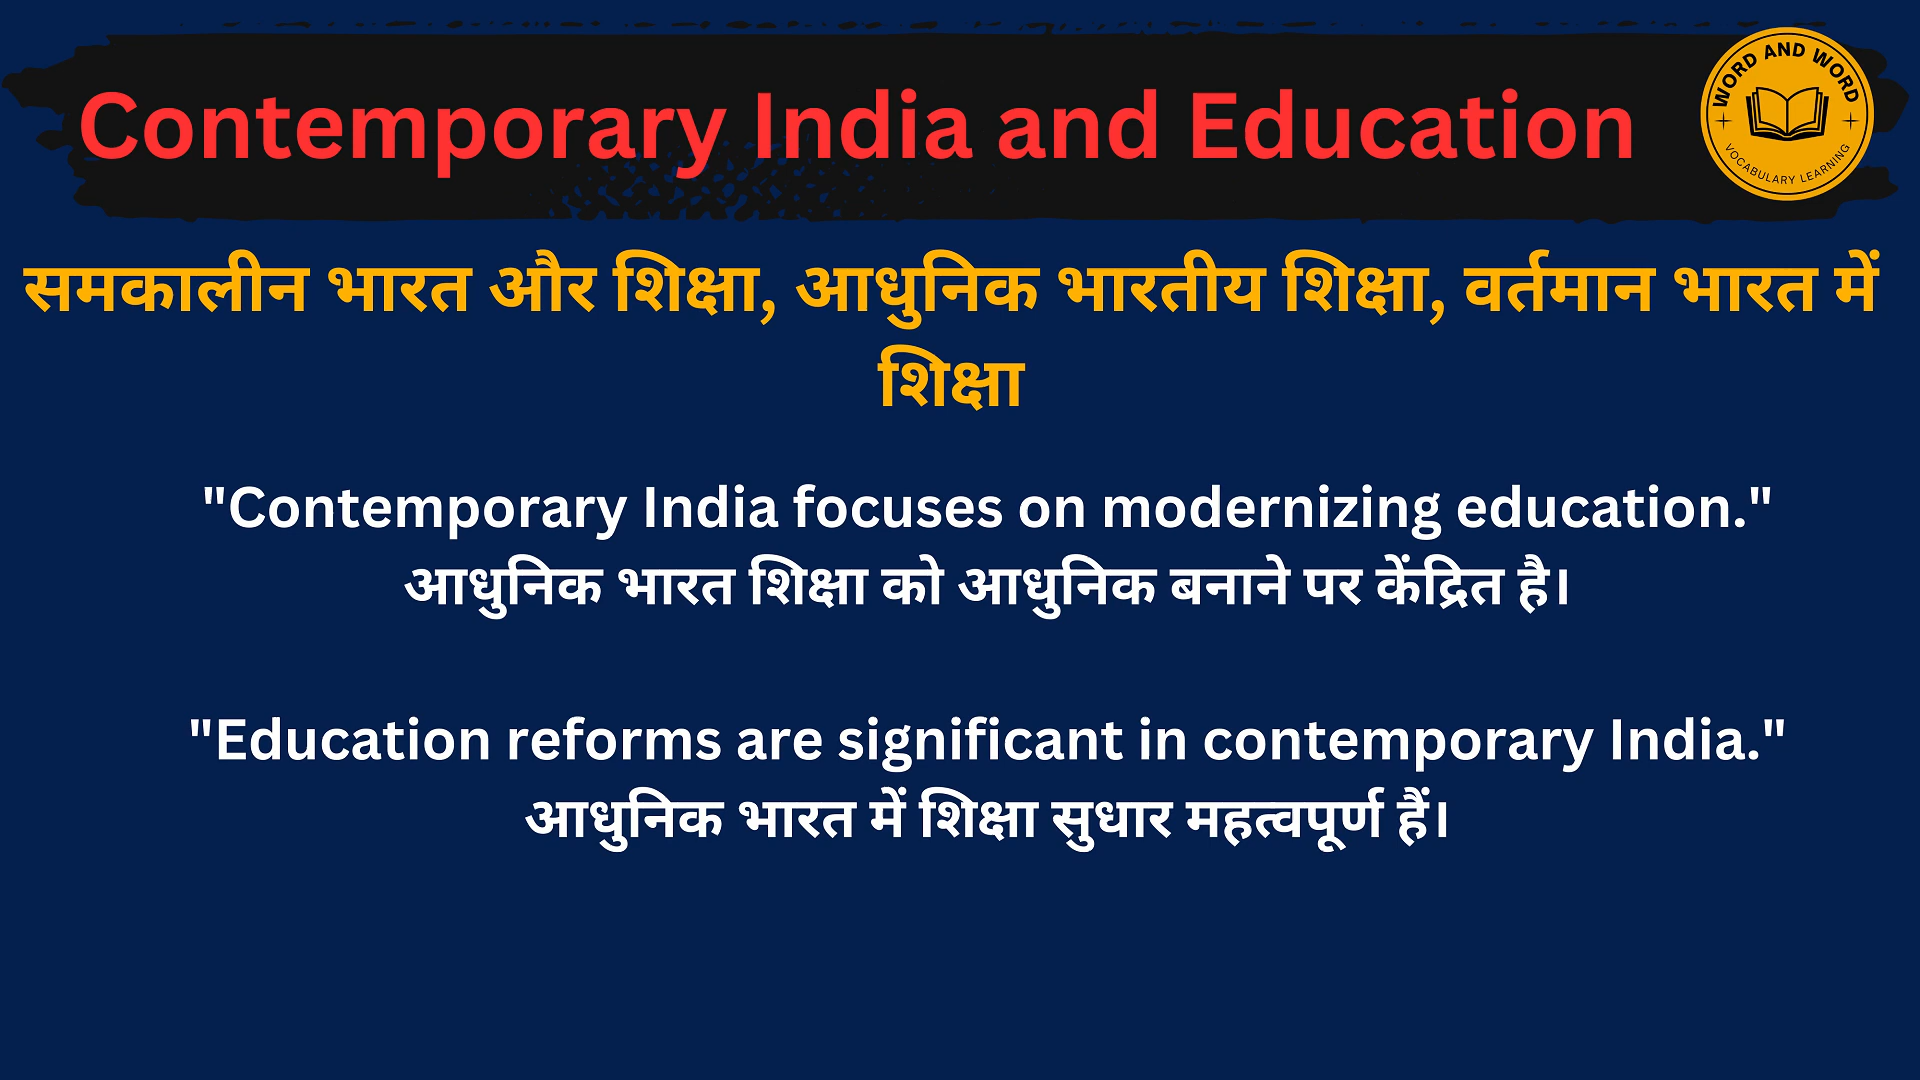 Contemporary India and Education
WORD AND WORD
VOCABULARY LEARNING
समकालीन भारत और शिक्षा, आधुनिक भारतीय शिक्षा, वर्तमान भारत में
शिक्षा
"Contemporary India focuses on modernizing education."
आधुनिक भारत शिक्षा को आधुनिक बनाने पर केंद्रित है।
"Education reforms are significant in contemporary India."
आधुनिक भारत में शिक्षा सुधार महत्वपूर्ण हैं।